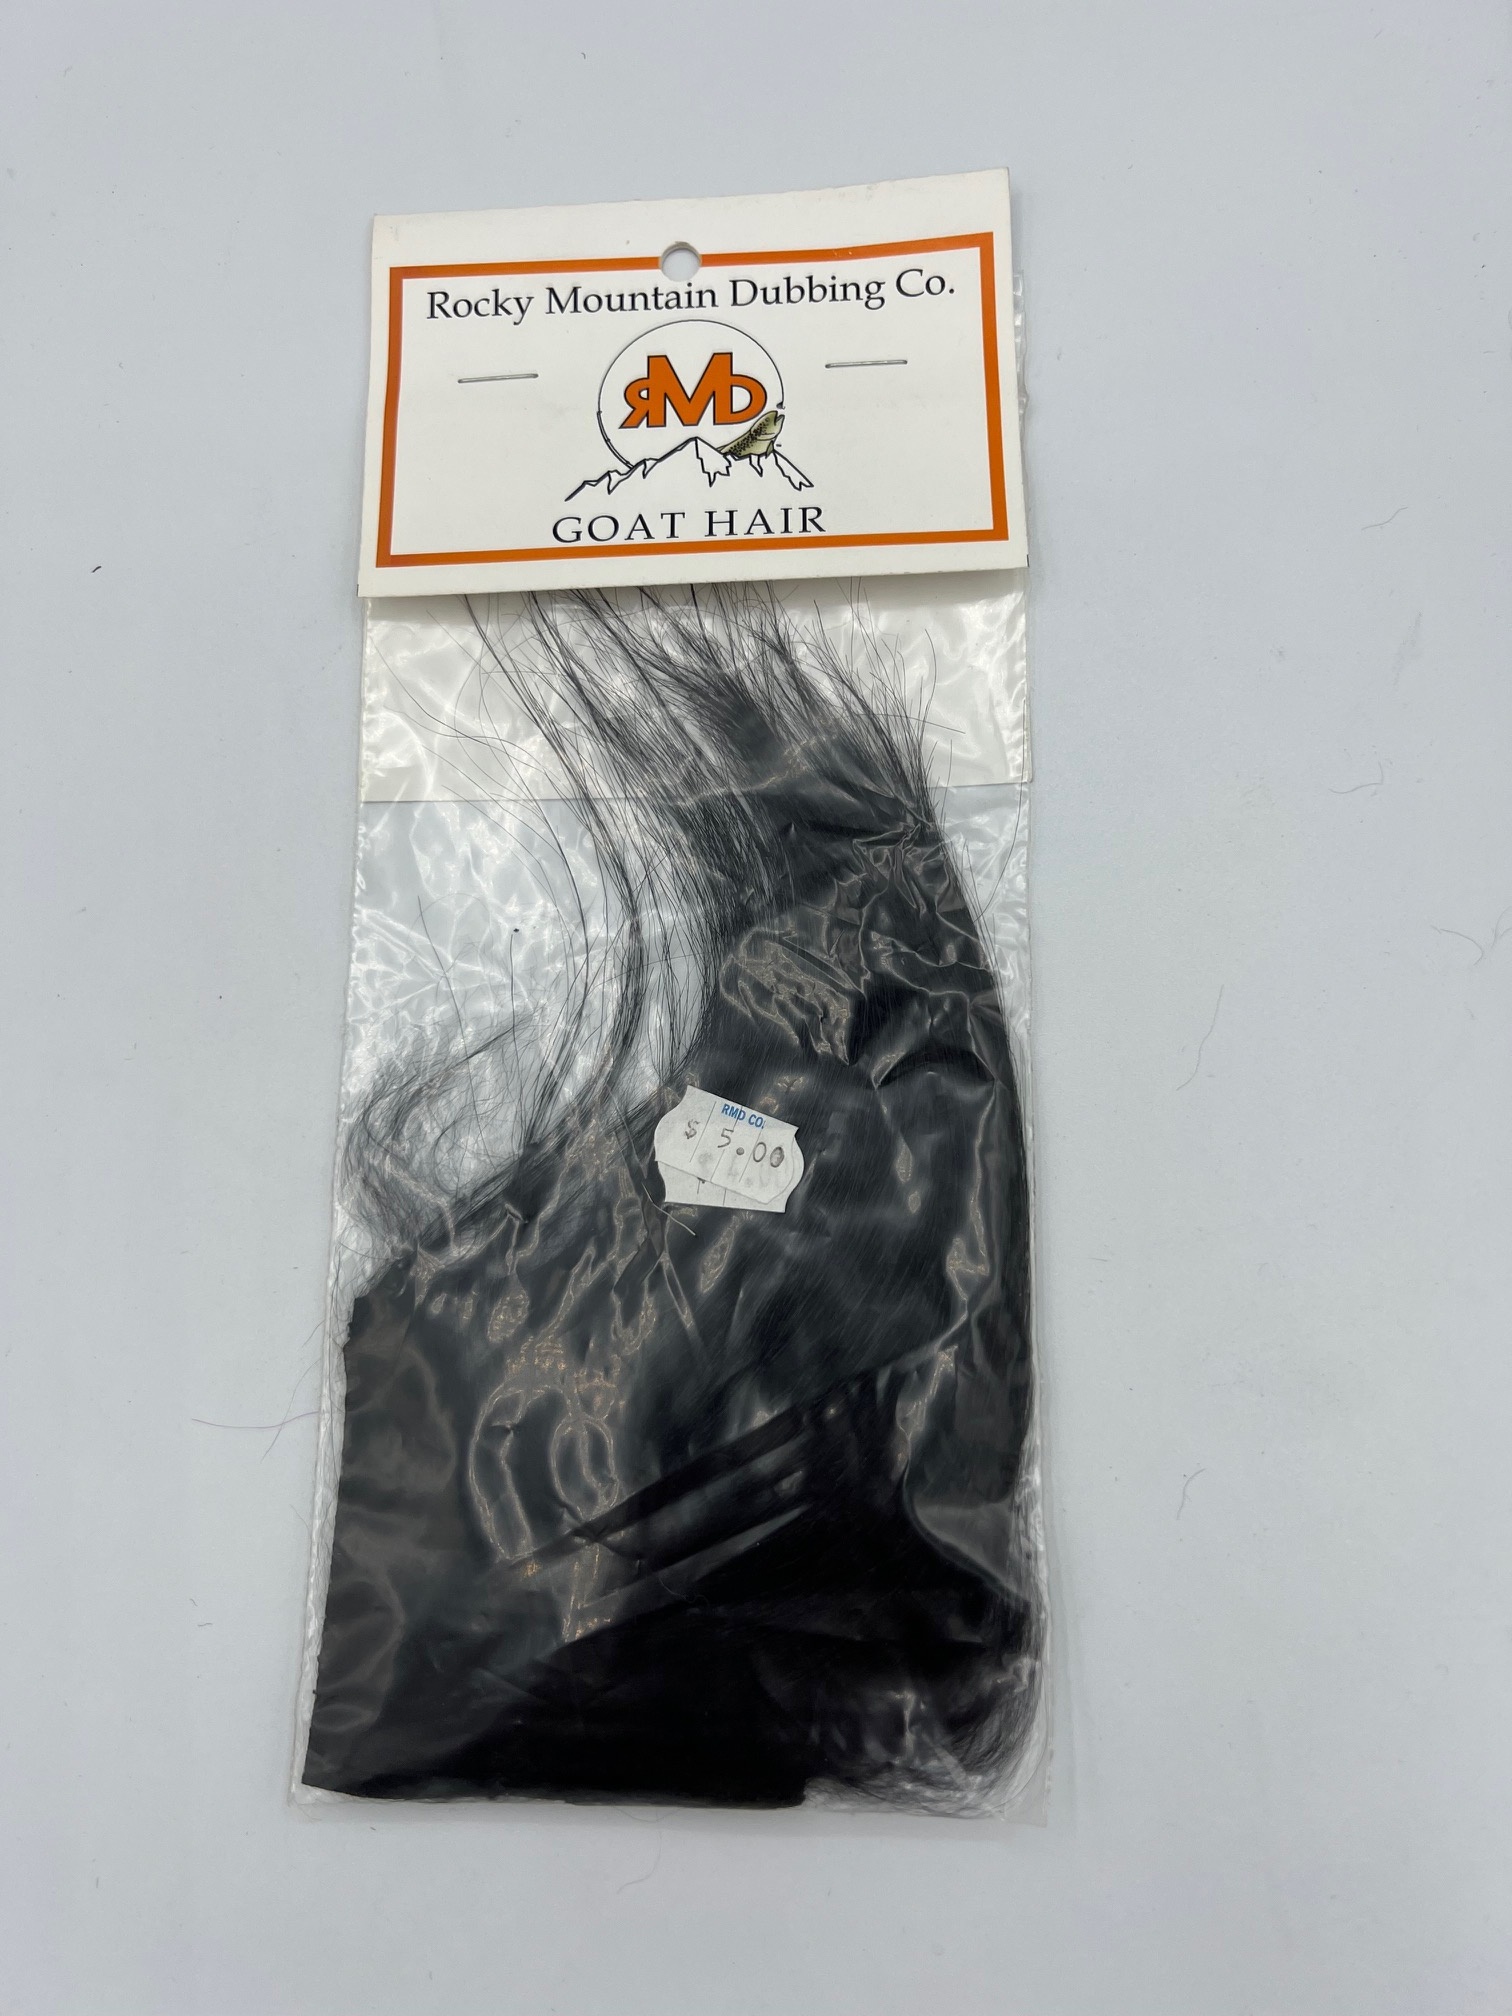 Rocky Mountain Dubbing Co.
RMD
GOAT HAIR
RMD CO.
$ 5.00